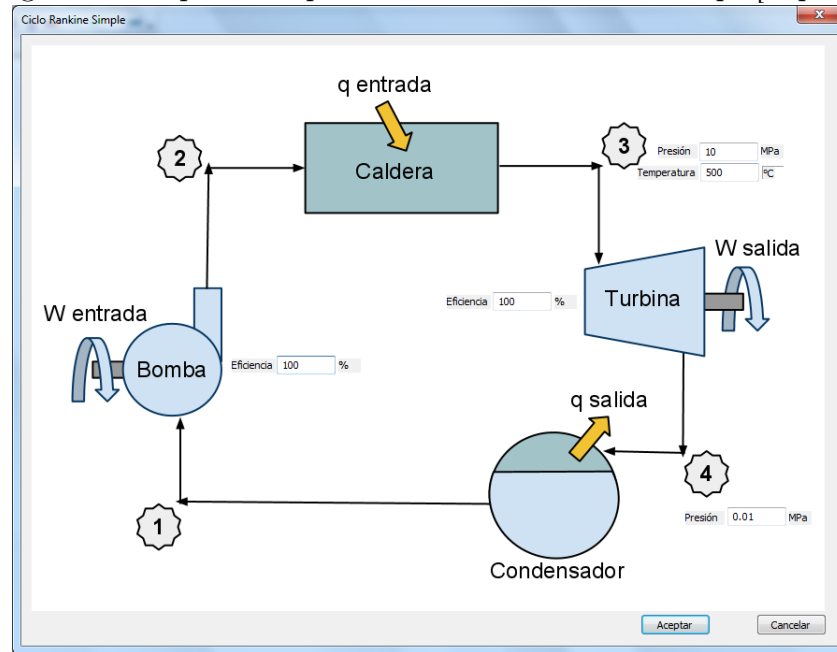 Ciclo Rankine Simple
q entrada
2
Caldera
3
Presión 10 MPa
Temperatura 500 ºC
W salida
Eficiencia 100 %
Turbina
W entrada
Bomba
Eficiencia 100 %
q salida
4
1
Presión 0.01 MPa
Condensador
Aceptar
Cancelar